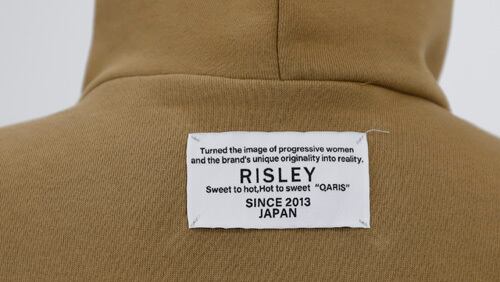 Turned the image of progressive women
and the brand's unique originality into reality.
RISLEY
Sweet to hot,Hot to sweet "QARIS"
SINCE 2013
JAPAN